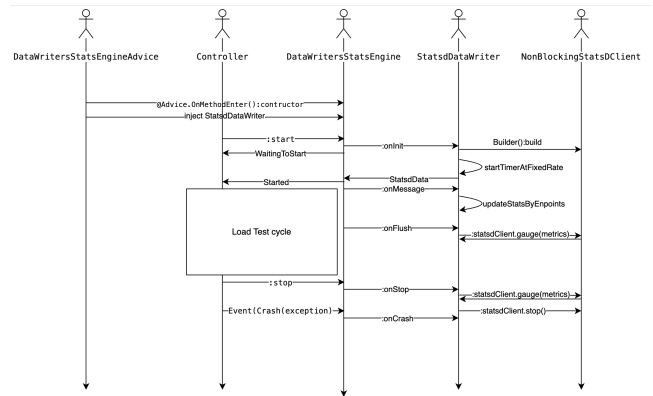 DataWritersStatsEngineAdvice
Controller
DataWritersStatsEngine
StatsdDataWriter
NonBlockingStatsDClient
@Advice.OnMethodEnter():contructor
inject StatsdDataWriter
:start
:onInit
Builder():build
WaitingToStart
startTimerAtFixedRate
StatsdData
Started
:onMessage
updateStatsByEnpoints
Load Test cycle
:onFlush
:statsdClient.gauge(metrics)
:stop
:onStop
:statsdClient.gauge(metrics)
Event(Crash(exception)
:statsdClient.stop()
:onCrash